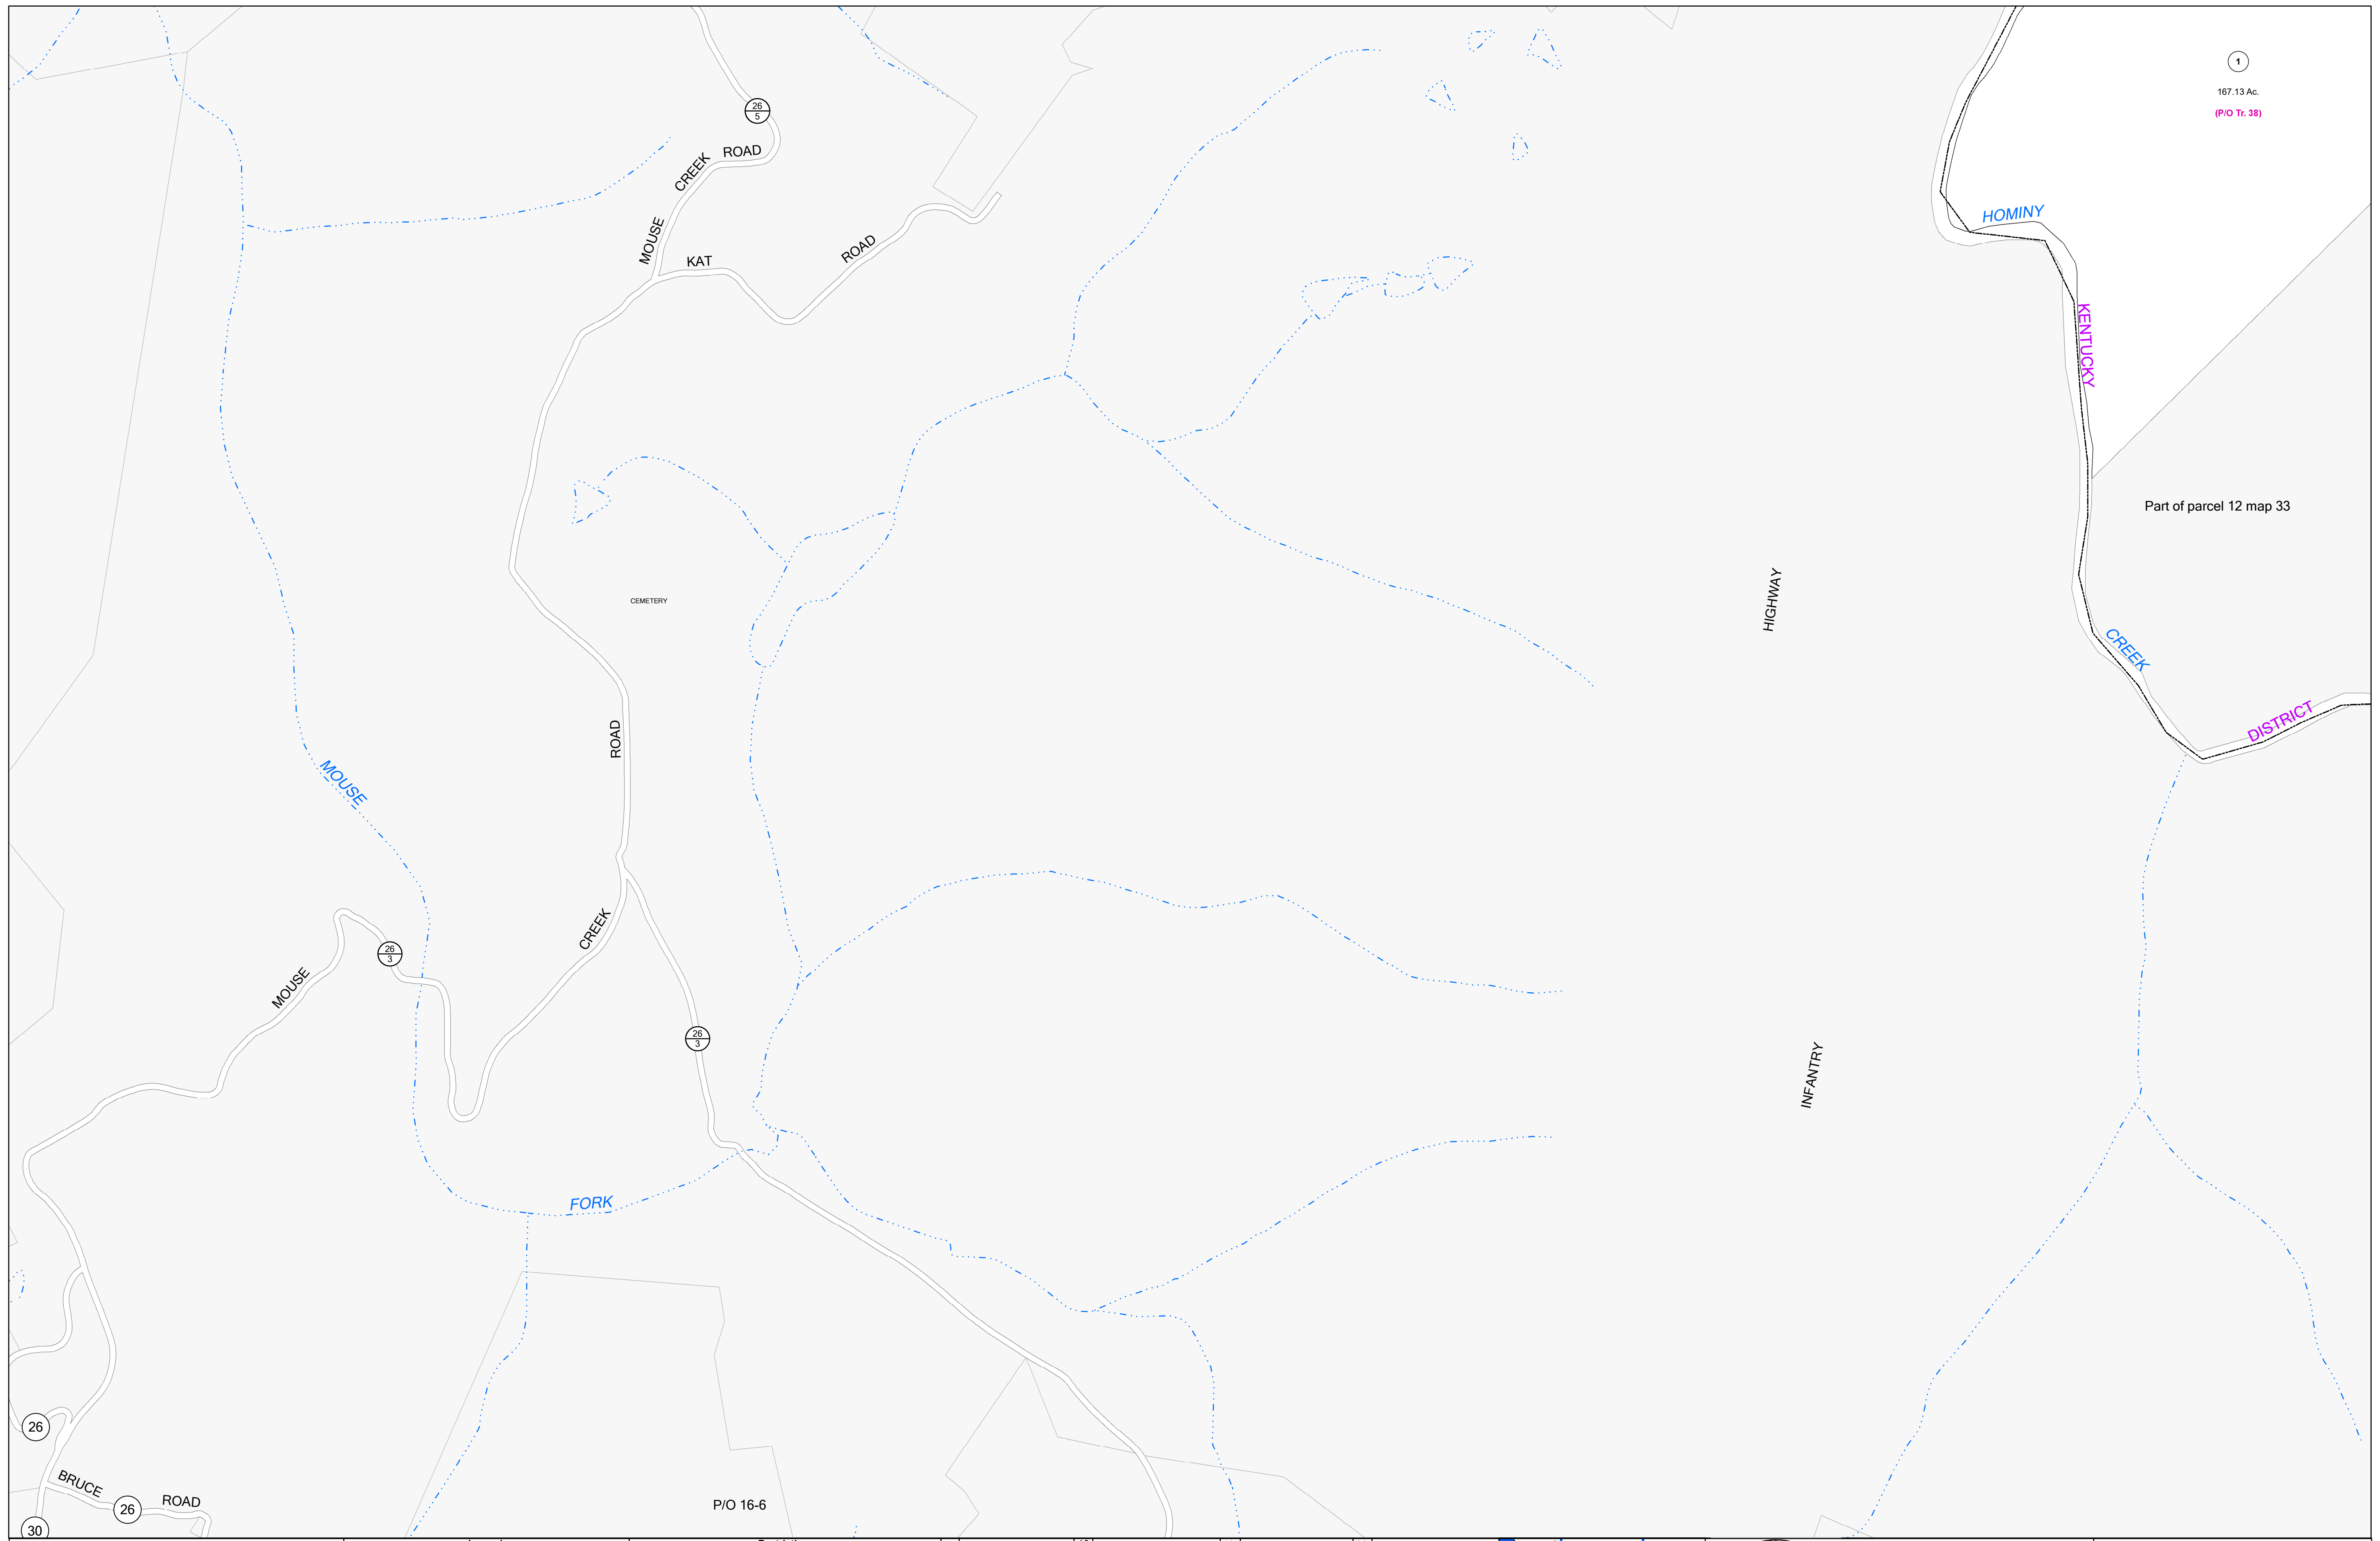 1
167.13 Ac.
(P/O Tr. 38)
26
5
MOUSE CREEK ROAD
KAT ROAD
HOMINY
KENTUCKY
Part of parcel 12 map 33
HIGHWAY
CEMETERY
CREEK
DISTRICT
ROAD
MOUSE
CREEK
26
3
MOUSE
26
3
INFANTRY
FORK
26
BRUCE ROAD
26
P/O 16-6
30